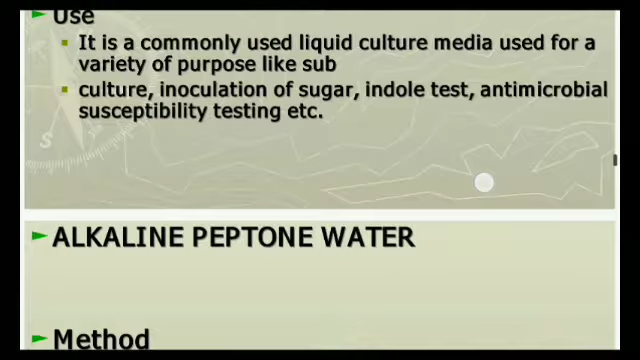 Use
It is a commonly used liquid culture media used for a
variety of purpose like sub
culture, inoculation of sugar, indole test, antimicrobial
susceptibility testing etc.
S
ALKALINE PEPTONE WATER
Method